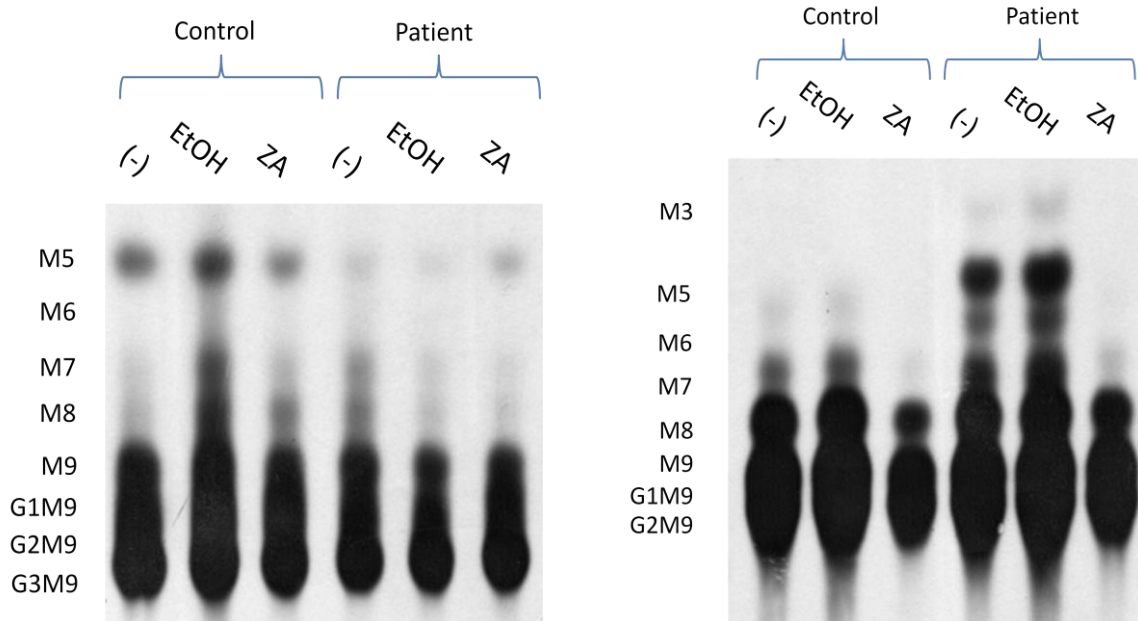 Control Patient
(-) EtOH ZA (-) EtOH ZA
M5
M6
M7
M8
M9
G1M9
G2M9
G3M9
Control Patient
(-) EtOH ZA (-) EtOH ZA
M3
M5
M6
M7
M8
M9
G1M9
G2M9